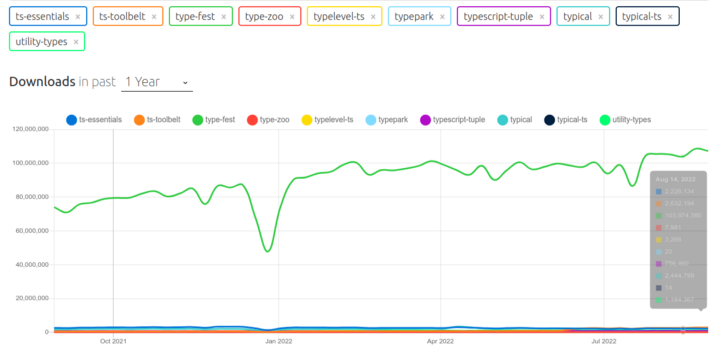 ts-essentials × ts-toolbelt × type-fest × type-zoo × typelevel-ts × typepark × typescript-tuple × typical × typical-ts ×
utility-types ×
Downloads in past 1 Year
ts-essentials ts-toolbelt type-fest type-zoo typelevel-ts typepark typescript-tuple typical typical-ts utility-types
120,000,000
100,000,000
80,000,000
60,000,000
40,000,000
20,000,000
0
Aug 14, 2022
Oct 2021 Jan 2022 Apr 2022 Jul 2022